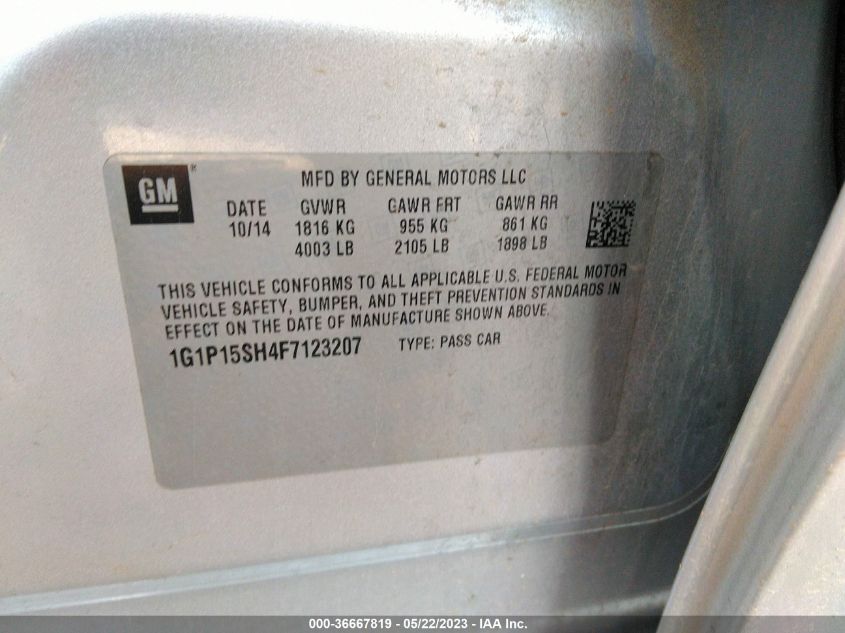 GM®
MFD BY GENERAL MOTORS LLC
DATE GVWR GAWR FRT GAWR RR
10/14 1816 KG 955 KG 861 KG
4003 LB 2105 LB 1898 LB
THIS VEHICLE CONFORMS TO ALL APPLICABLE U.S. FEDERAL MOTOR
VEHICLE SAFETY, BUMPER, AND THEFT PREVENTION STANDARDS IN
EFFECT ON THE DATE OF MANUFACTURE SHOWN ABOVE.
1G1P15SH4F7123207 TYPE: PASS CAR
000-36667819 - 05/22/2023 - IAA Inc.